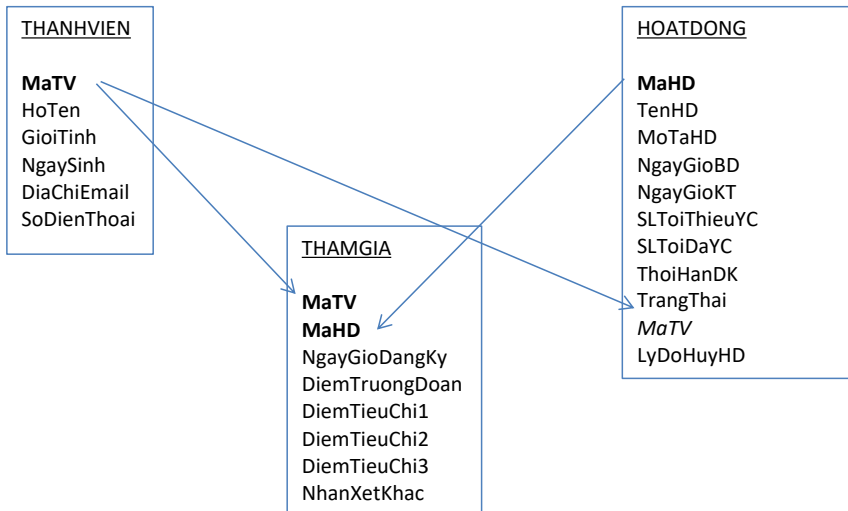 THANHVIEN
MaTV
HoTen
GioiTinh
NgaySinh
DiaChiEmail
SoDienThoai
HOATDONG
MaHD
TenHD
MoTaHD
NgayGioBD
NgayGioKT
SLToiThieuYC
SLToiDaYC
ThoiHanDK
TrangThai
MaTV
LyDoHuyHD
THAMGIA
MaTV
MaHD
NgayGioDangKy
DiemTruongDoan
DiemTieuChi1
DiemTieuChi2
DiemTieuChi3
NhanXetKhac